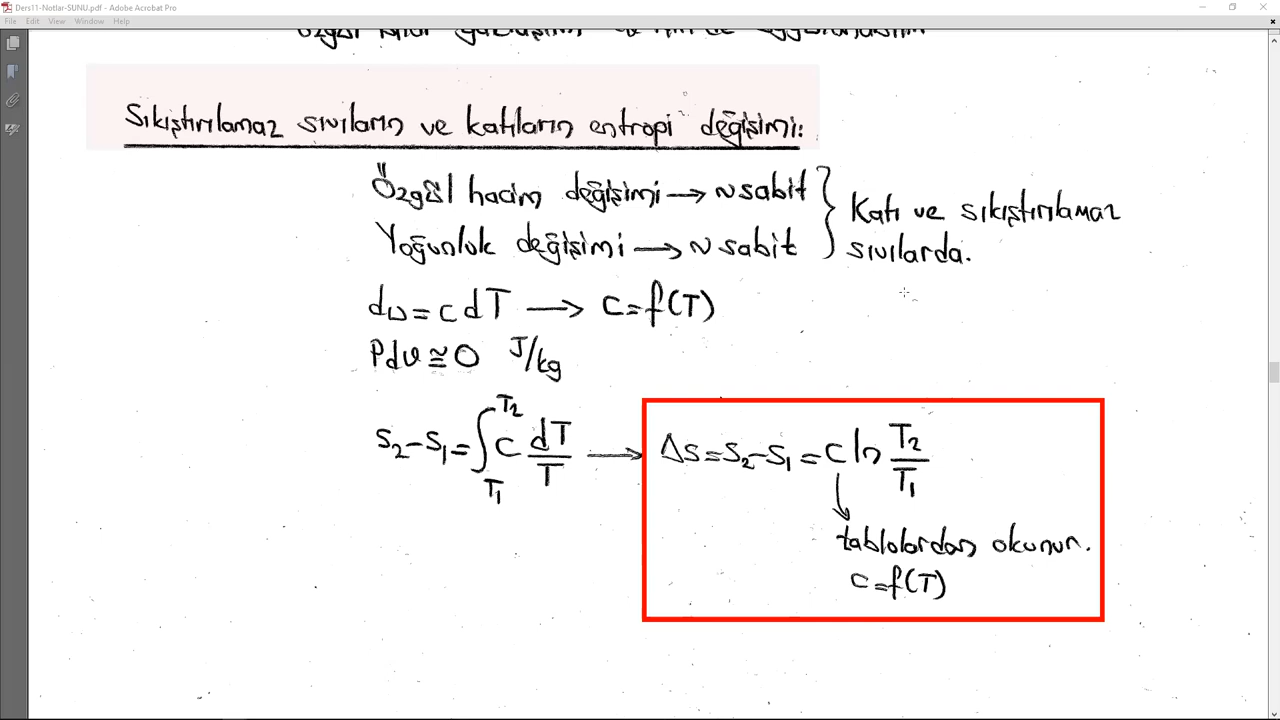 Ders11-Notlar-SUNU.pdf - Adobe Acrobat Pro
File Edit View Window Help
Sıkıştırılamaz sıvıların ve katıların entropi değişimi:
Özgül hacim değişimi → ~ sabit
Yoğunluk değişimi → ~ sabit
Katı ve sıkıştırılamaz
sıvılarda.
du = c dT → c = f(T)
Pdv ≅ 0 J/kg
s₂ - s₁ = ∫_{T₁}^{T₂} c dT/T → Δs = s₂ - s₁ = c ln T₂/T₁
tablolardan okunur.
c = f(T)